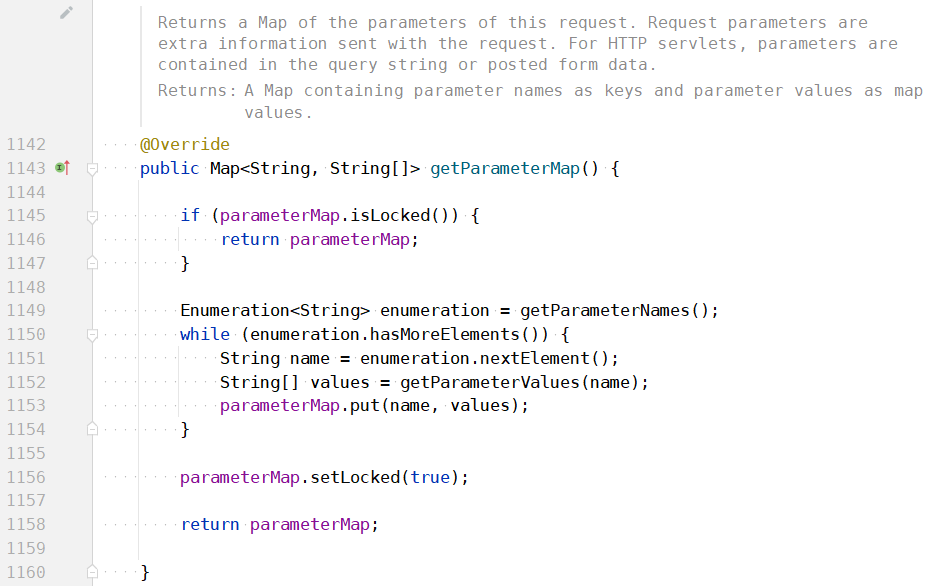 Returns a Map of the parameters of this request. Request parameters are
extra information sent with the request. For HTTP servlets, parameters are
contained in the query string or posted form data.
Returns: A Map containing parameter names as keys and parameter values as map
values.
1142 @Override
1143 public Map<String, String[]> getParameterMap() {
1144
1145 if (parameterMap.isLocked()) {
1146 return parameterMap;
1147 }
1148
1149 Enumeration<String> enumeration = getParameterNames();
1150 while (enumeration.hasMoreElements()) {
1151 String name = enumeration.nextElement();
1152 String[] values = getParameterValues(name);
1153 parameterMap.put(name, values);
1154 }
1155
1156 parameterMap.setLocked(true);
1157
1158 return parameterMap;
1159
1160 }